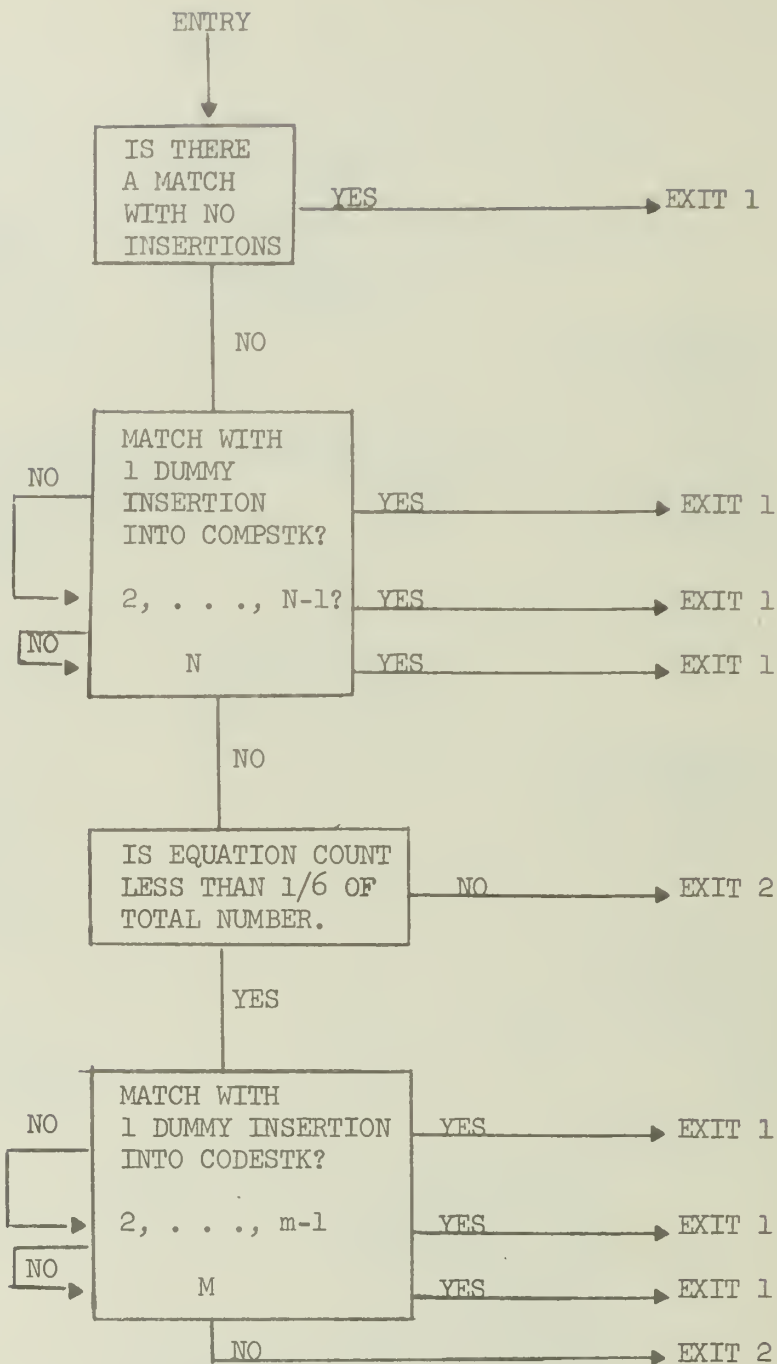 ENTRY
IS THERE
A MATCH
WITH NO
INSERTIONS
YES
EXIT 1
NO
MATCH WITH
1 DUMMY
INSERTION
INTO COMPSTK?
NO
YES
EXIT 1
2, . . ., N-1?
YES
EXIT 1
NO
N
YES
EXIT 1
NO
IS EQUATION COUNT
LESS THAN 1/6 OF
TOTAL NUMBER.
NO
EXIT 2
YES
MATCH WITH
1 DUMMY INSERTION
INTO CODESTK?
NO
YES
EXIT 1
2, . . ., m-1
YES
EXIT 1
NO
M
YES
EXIT 1
NO
EXIT 2